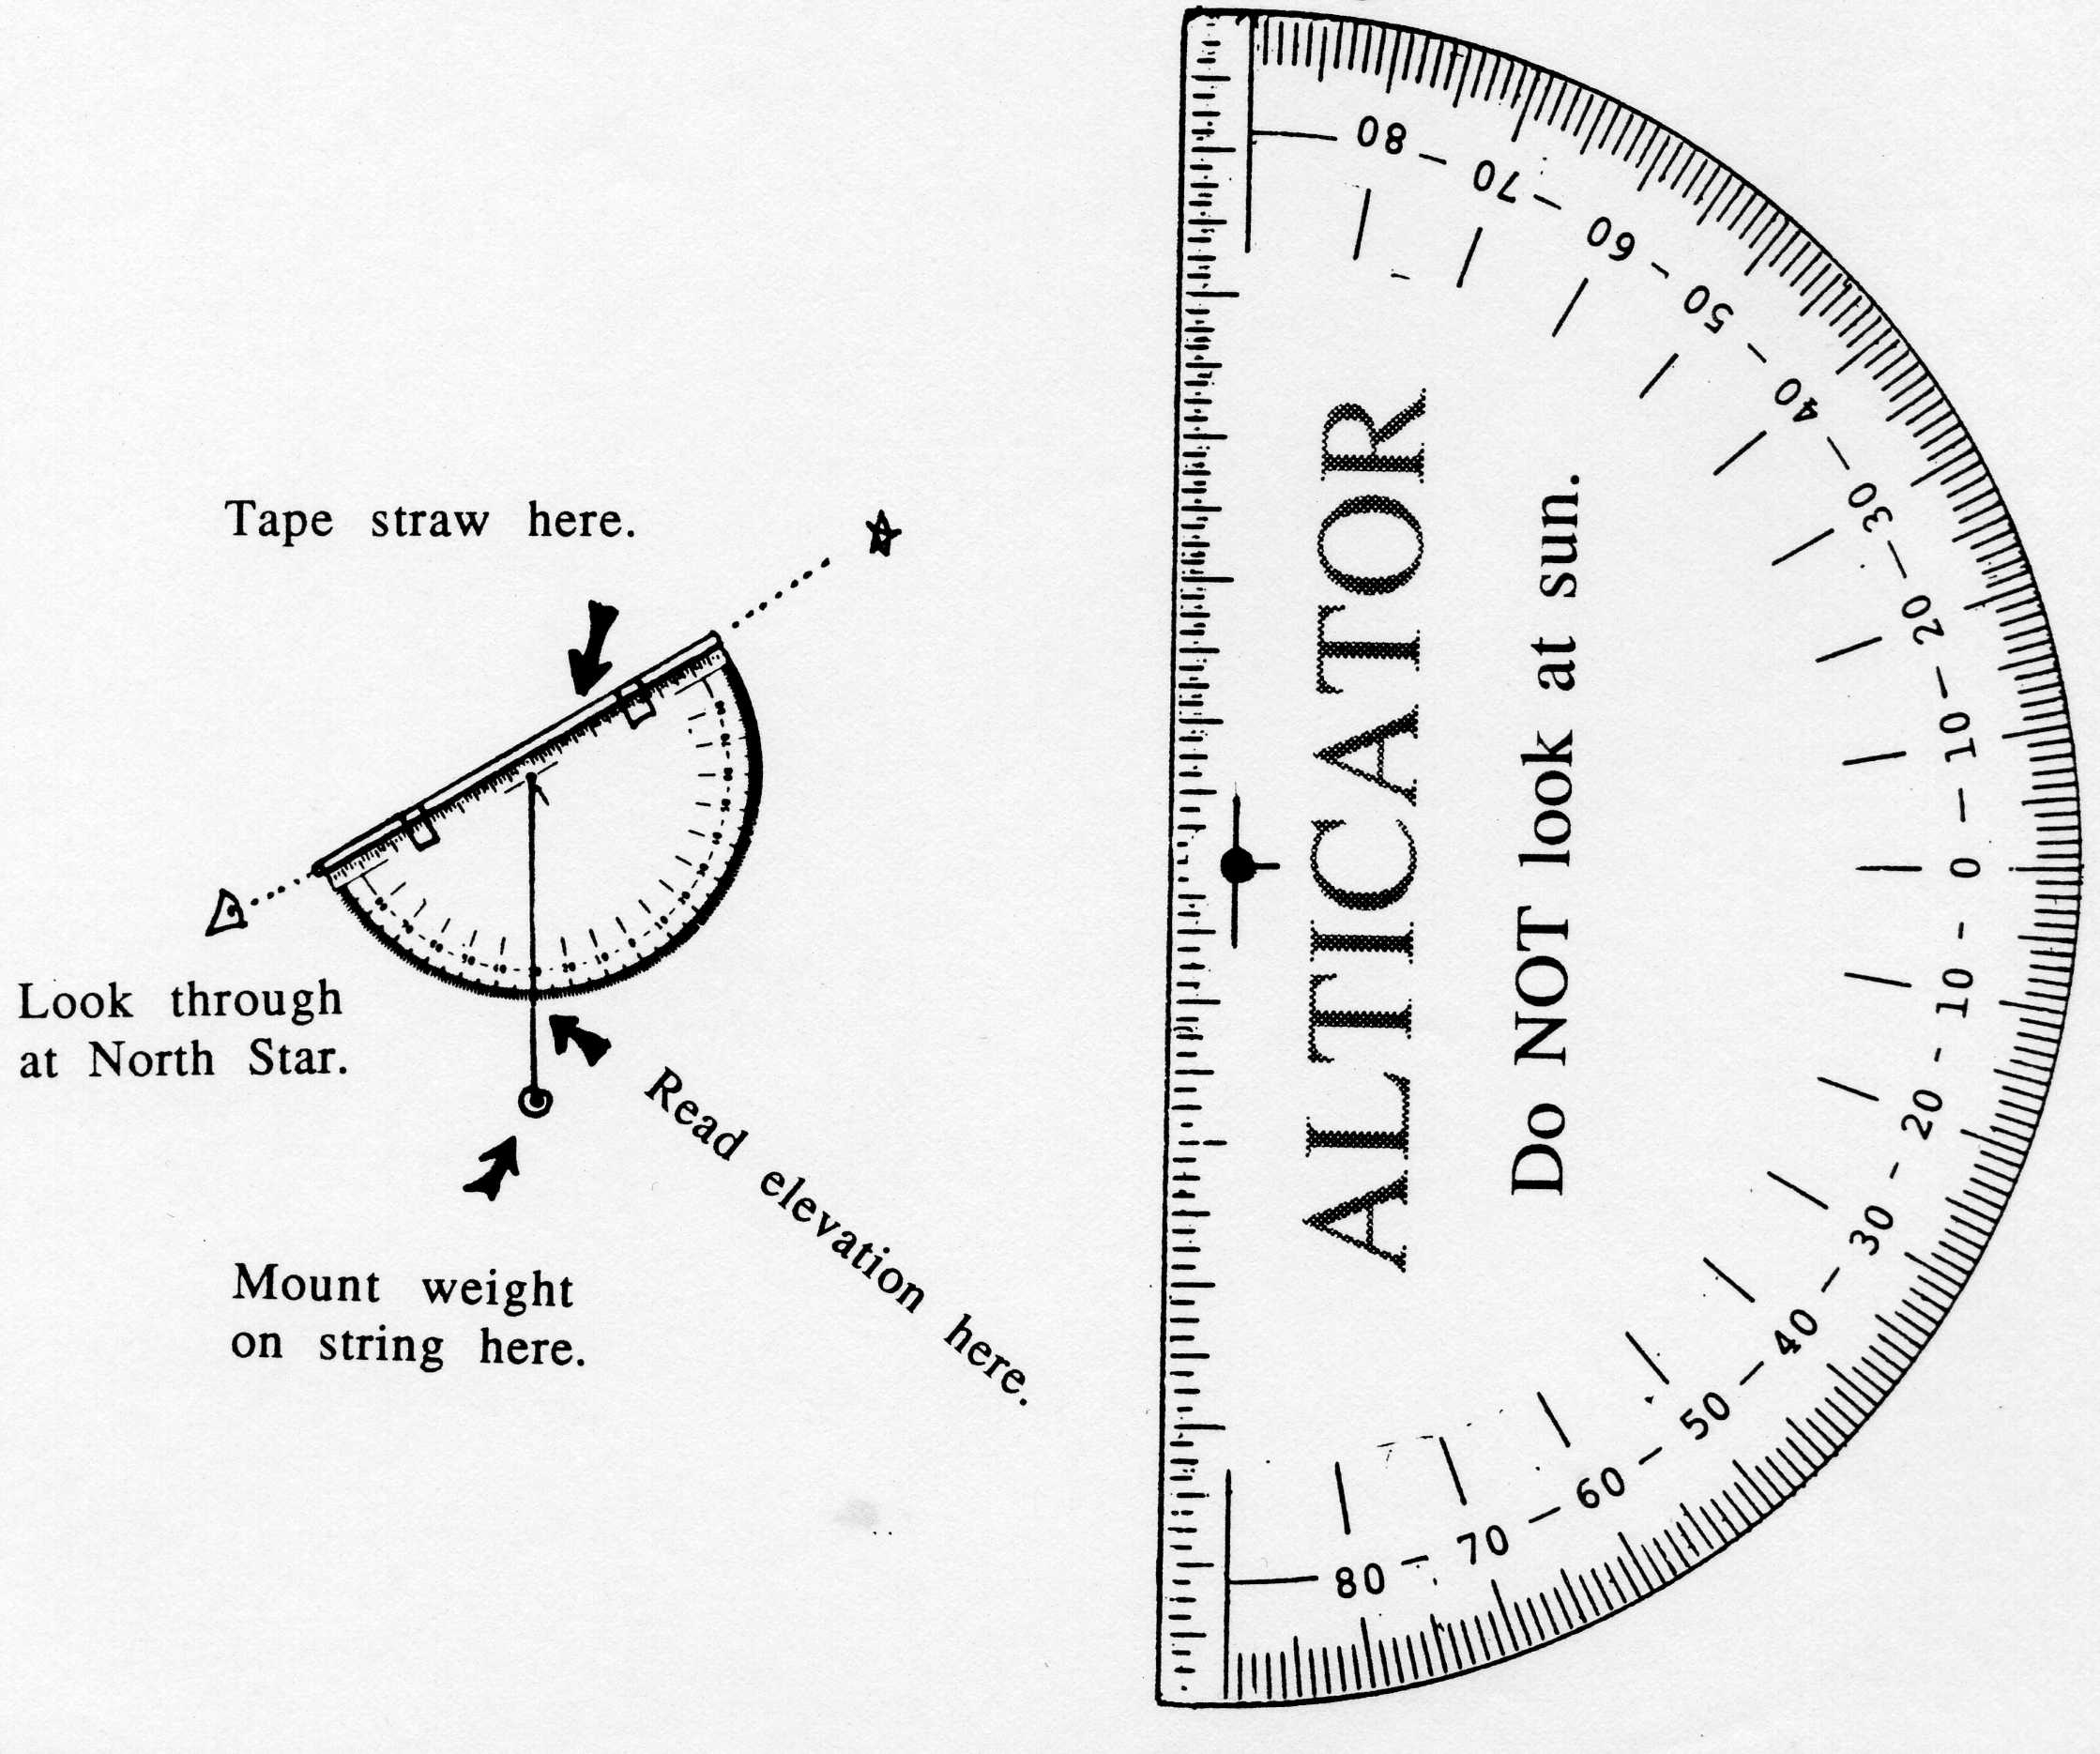 Tape straw here.
Look through
at North Star.
Read elevation here.
Mount weight
on string here.
ALTICATOR
Do NOT look at sun.
80 70 60 50 40 30 20 10 0 10 20 30 40 50 60 70 80